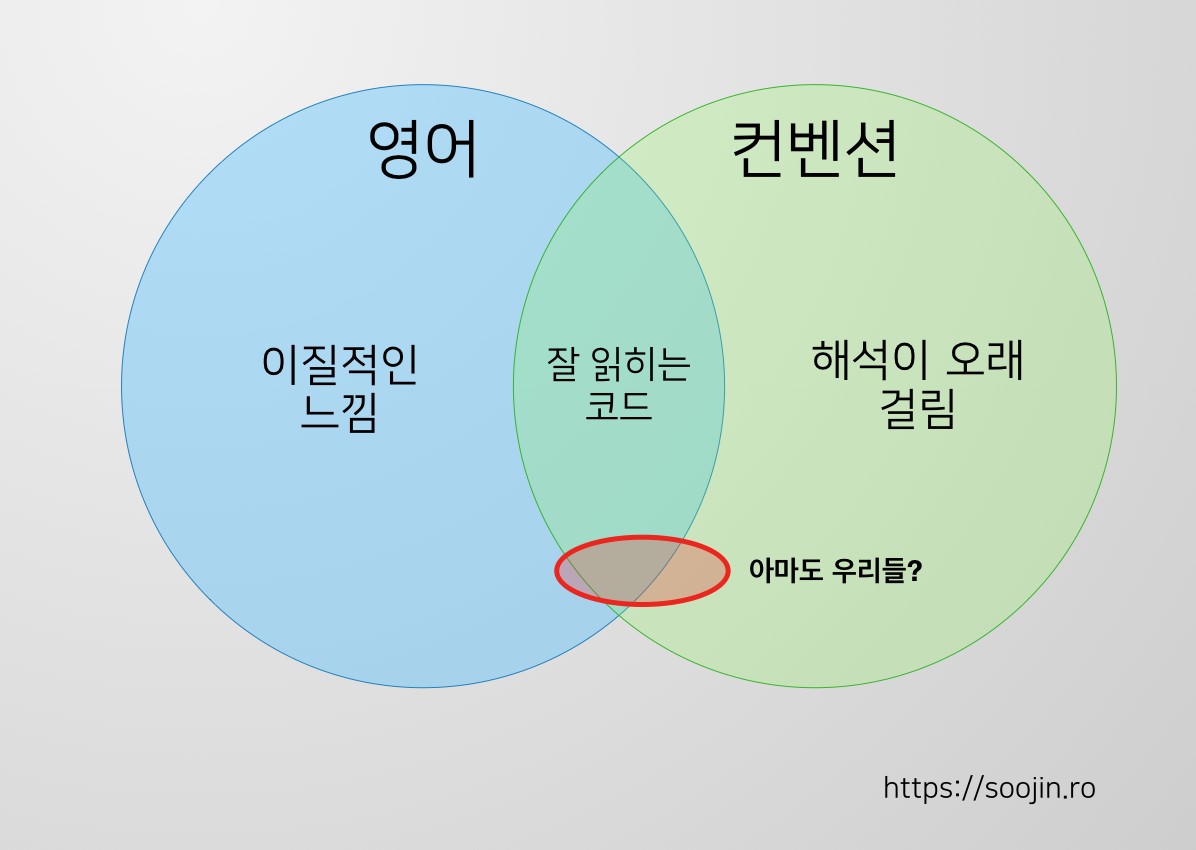 영어
컨벤션
이질적인
느낌
잘 읽히는
코드
해석이 오래
걸림
아마도 우리들?
https://soojin.ro